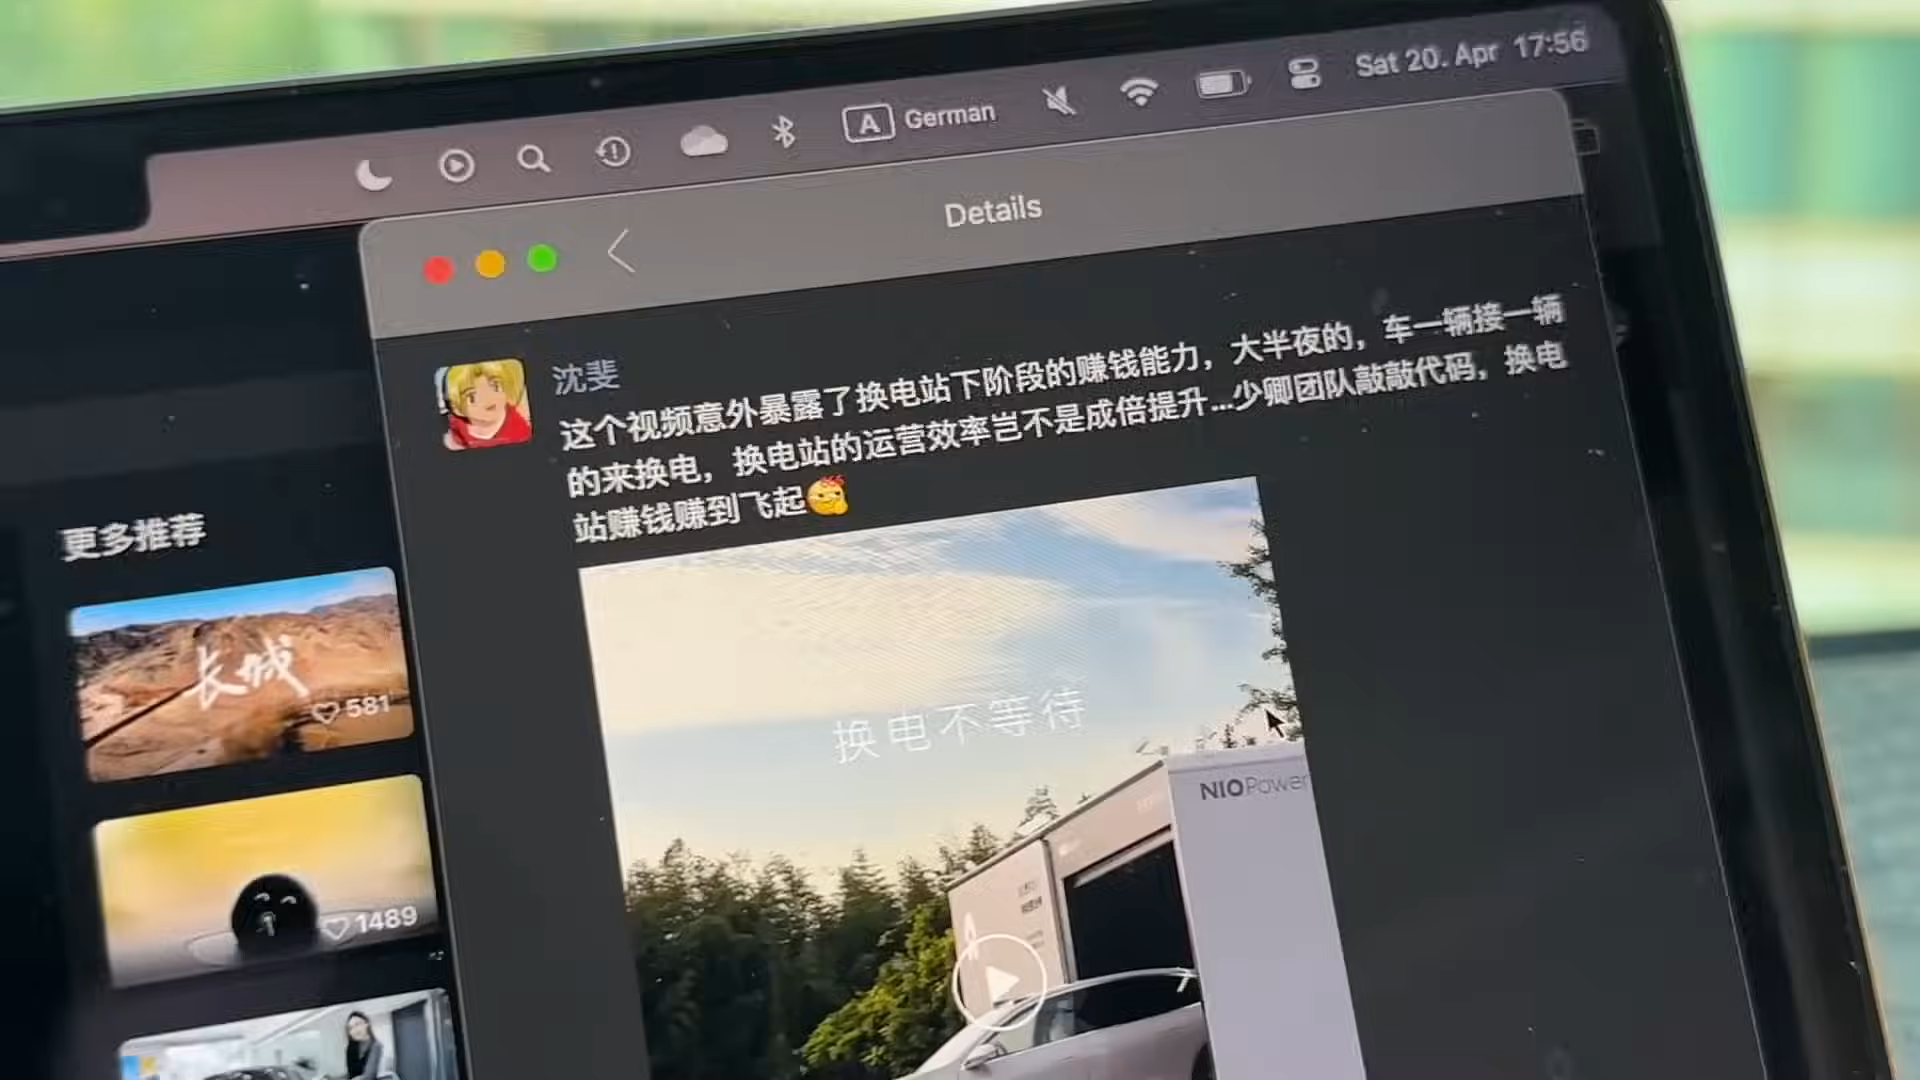 Sat 20. Apr 17:56
A German
Details
沈斐
这个视频意外暴露了换电站下阶段的赚钱能力，大半夜的，车一辆接一辆
的来换电，换电站的运营效率岂不是成倍提升...少卿团队敲敲代码，换电
站赚钱赚到飞起
更多推荐
长城
581
换电不等待
NIOPower
1489